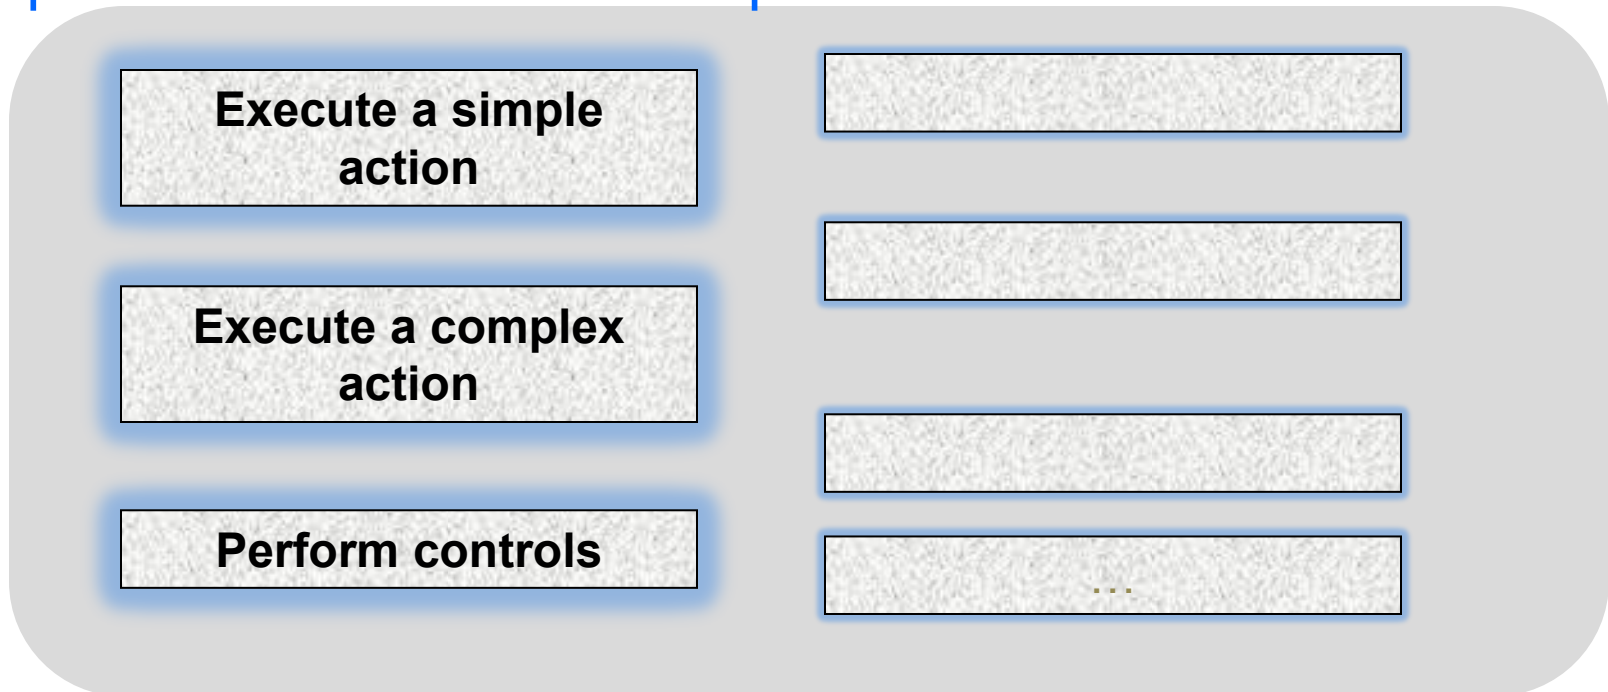 Execute a simple
action
Execute a complex
action
Perform controls
...